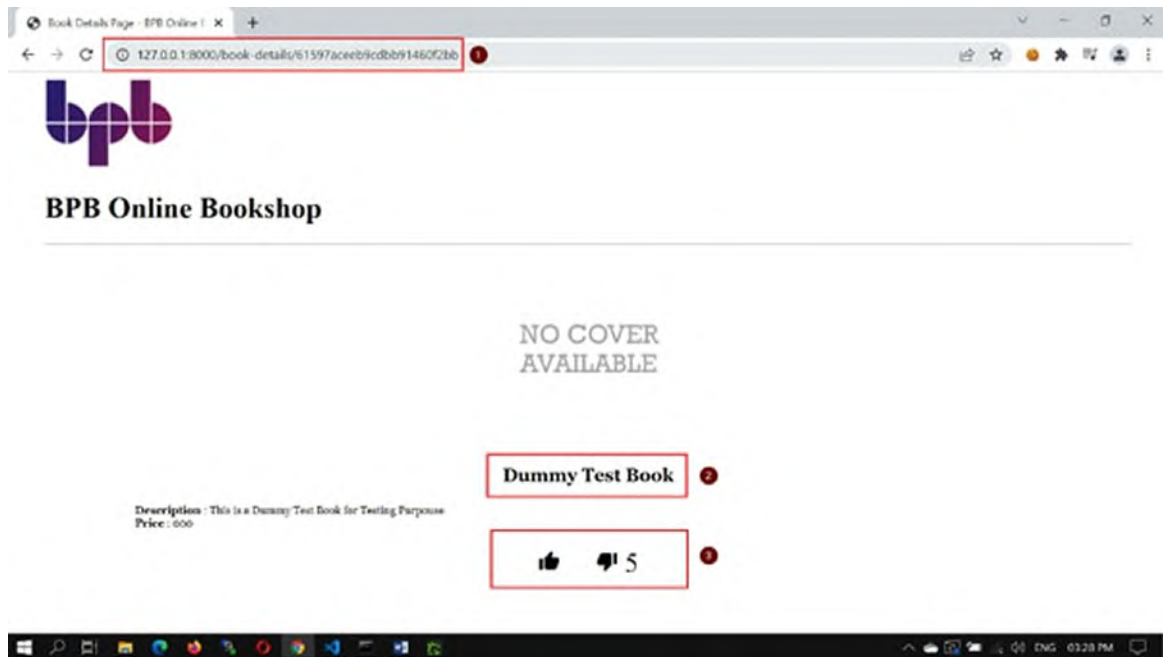 Book Details Page - BPB Online
127.0.0.1:8000/book-details/61597aceeb9cdbb91460f2bb
1
bpb
BPB Online Bookshop
NO COVER
AVAILABLE
Dummy Test Book
2
Description : This is a Dummy Test Book for Testing Purpouse
Price : 000
5
3
ENG 03:28 PM